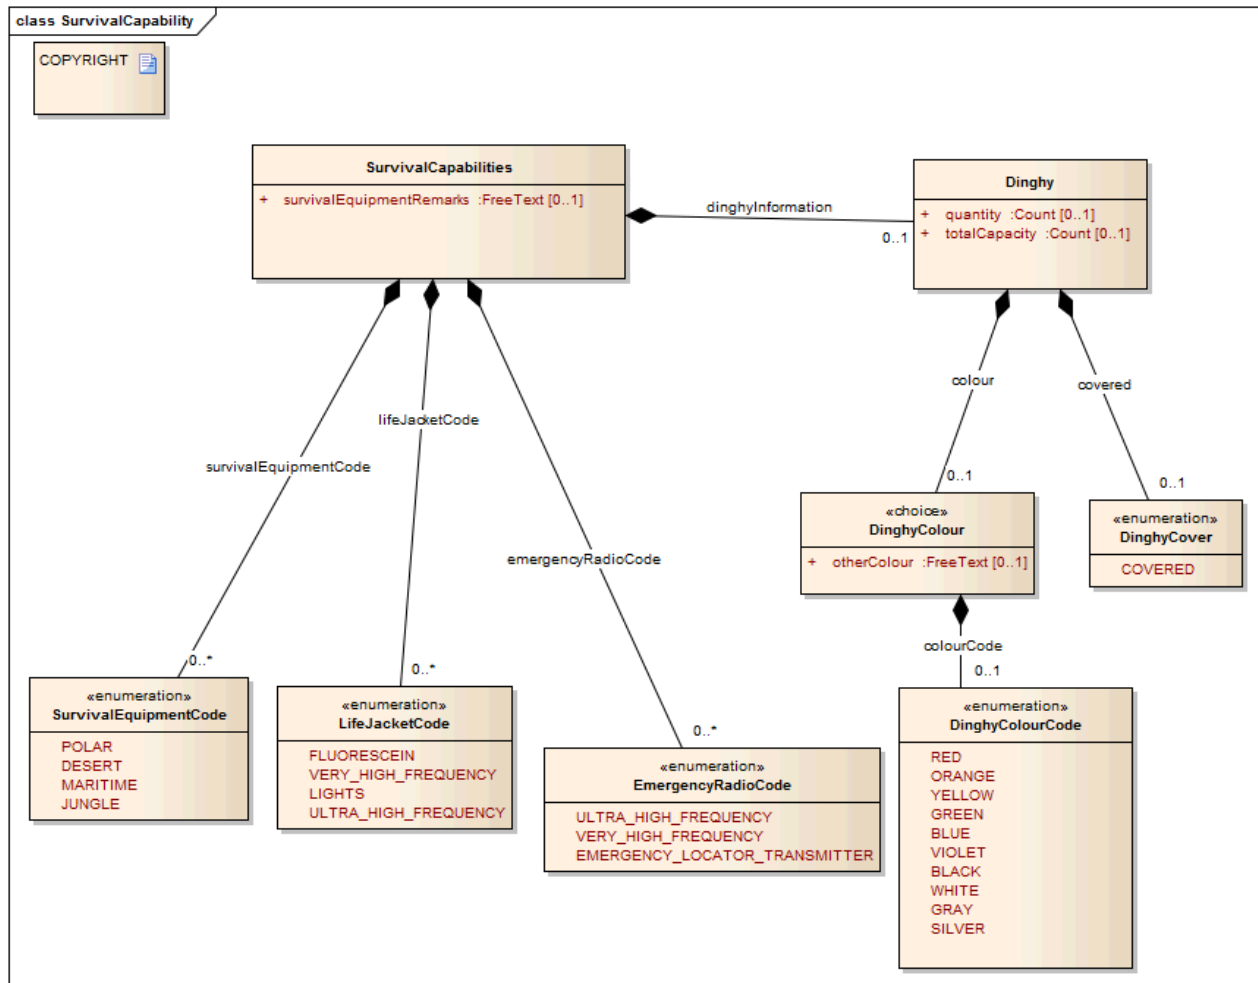 class SurvivalCapability
COPYRIGHT
SurvivalCapabilities
+ survivalEquipmentRemarks :FreeText [0..1]
dinghyInformation
0..1
Dinghy
+ quantity :Count [0..1]
+ totalCapacity :Count [0..1]
colour
covered
lifeJacketCode
survivalEquipmentCode
emergencyRadioCode
0..1
0..1
«choice»
DinghyColour
+ otherColour :FreeText [0..1]
«enumeration»
DinghyCover
COVERED
colourCode
0..1
0..*
0..*
0..*
«enumeration»
SurvivalEquipmentCode
POLAR
DESERT
MARITIME
JUNGLE
«enumeration»
LifeJacketCode
FLUORESCEIN
VERY_HIGH_FREQUENCY
LIGHTS
ULTRA_HIGH_FREQUENCY
«enumeration»
EmergencyRadioCode
ULTRA_HIGH_FREQUENCY
VERY_HIGH_FREQUENCY
EMERGENCY_LOCATOR_TRANSMITTER
«enumeration»
DinghyColourCode
RED
ORANGE
YELLOW
GREEN
BLUE
VIOLET
BLACK
WHITE
GRAY
SILVER